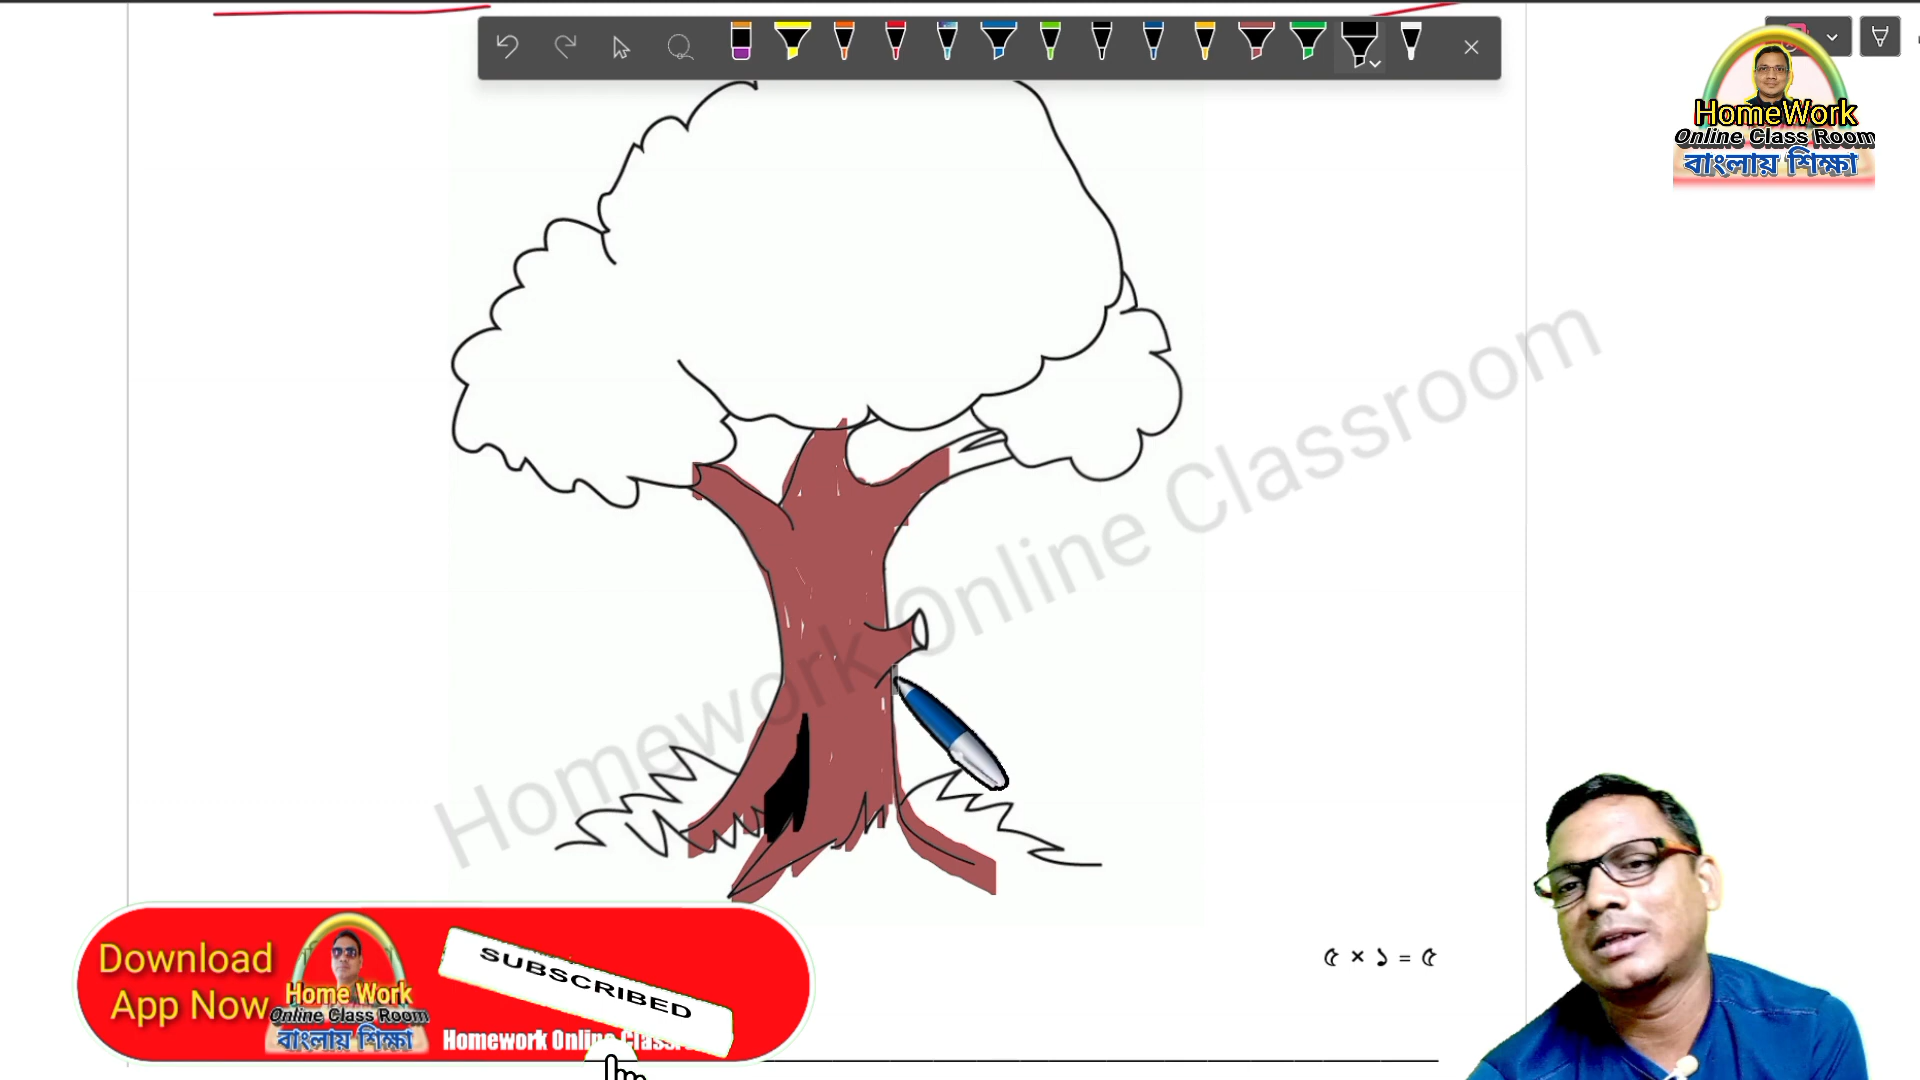 HomeWork
Online Class Room
বাংলায় শিক্ষা
Homework Online Classroom
৫ × ১ = ৫
Download
App Now
Home Work
Online Class Room
বাংলায় শিক্ষা
SUBSCRIBED
Homework Online